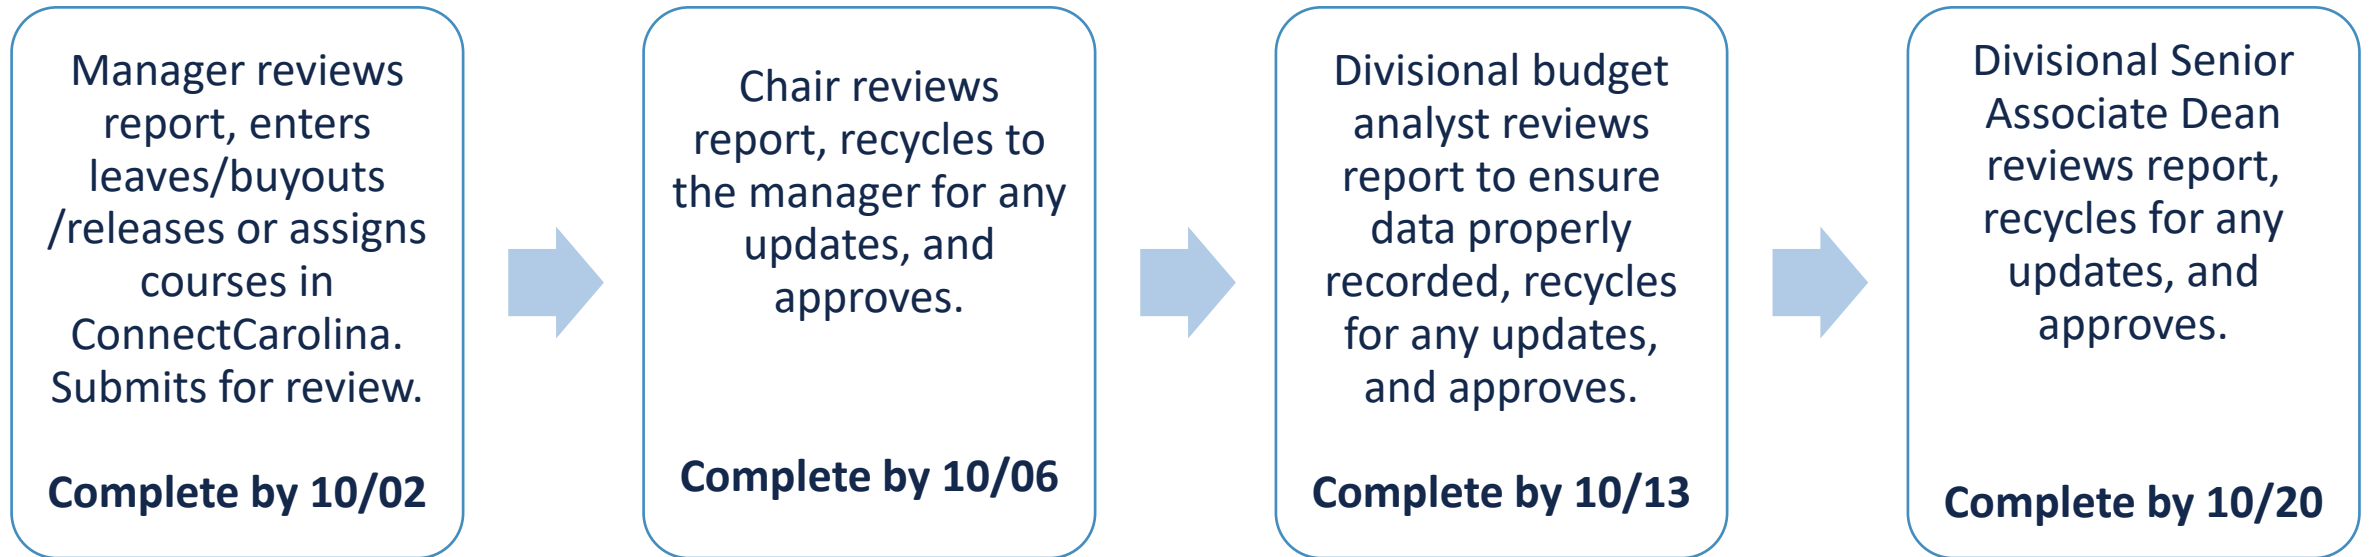 Manager reviews
report, enters
leaves/buyouts
/releases or assigns
courses in
ConnectCarolina.
Submits for review.
Complete by 10/02
Chair reviews
report, recycles to
the manager for any
updates, and
approves.
Complete by 10/06
Divisional budget
analyst reviews
report to ensure
data properly
recorded, recycles
for any updates,
and approves.
Complete by 10/13
Divisional Senior
Associate Dean
reviews report,
recycles for any
updates, and
approves.
Complete by 10/20